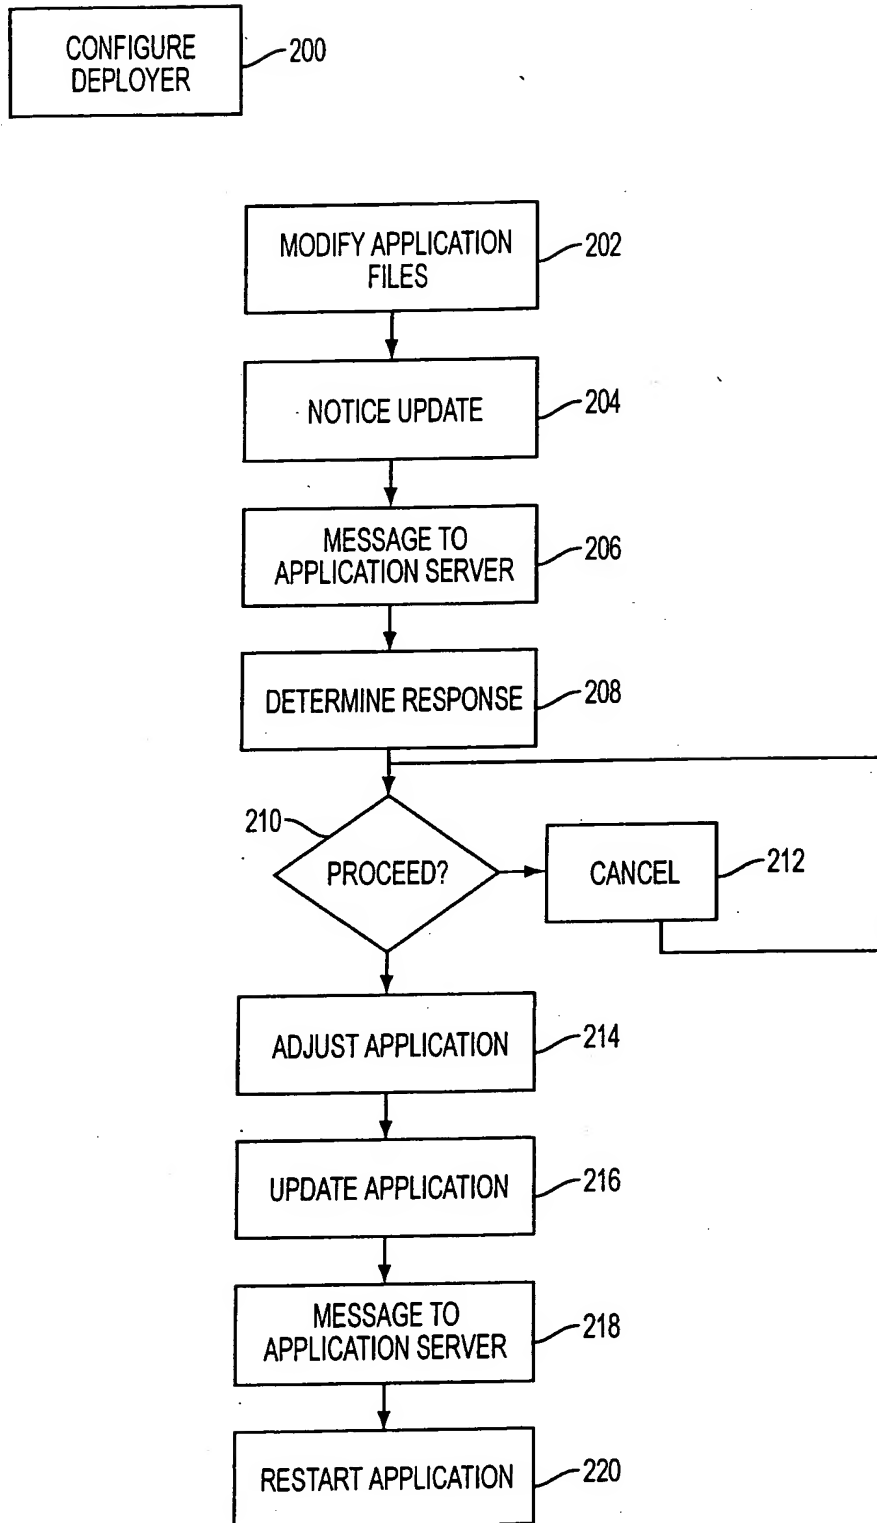 CONFIGURE
DEPLOYER
200
MODIFY APPLICATION
FILES
202
NOTICE UPDATE
204
MESSAGE TO
APPLICATION SERVER
206
DETERMINE RESPONSE
208
210
PROCEED?
CANCEL
212
ADJUST APPLICATION
214
UPDATE APPLICATION
216
MESSAGE TO
APPLICATION SERVER
218
RESTART APPLICATION
220